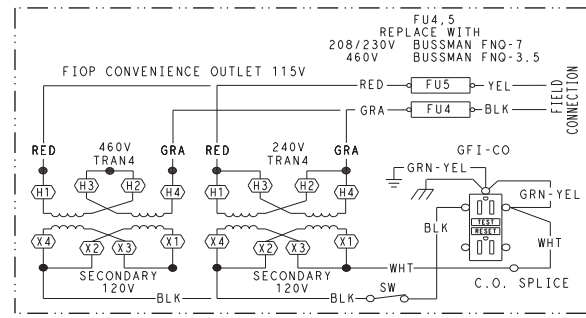 FU4,5
REPLACE WITH
208/230V BUSSMAN FNQ-7
460V BUSSMAN FNQ-3.5
FIOP CONVENIENCE OUTLET 115V
RED FU5 YEL
GRA FU4 BLK
FIELD
CONNECTION
RED 460V GRA RED 240V GRA
TRAN4 TRAN4
GFI-CO
GRN-YEL
GRN-YEL
H1 H3 H2 H4 H1 H3 H2 H4
BLK
TEST
RESET
X4 X2 X3 X1 X4 X2 X3 X1
WHT
WHT
SECONDARY SECONDARY
120V 120V
C.O. SPLICE
BLK BLK SW